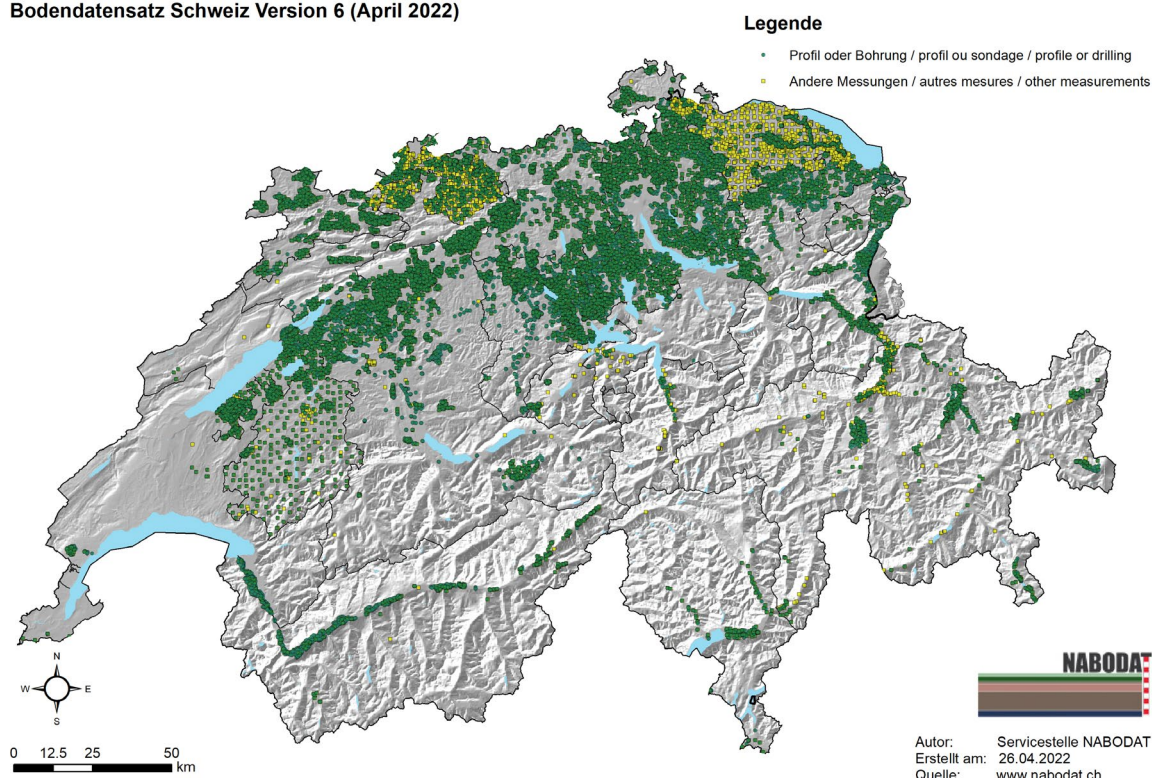 Bodendatensatz Schweiz Version 6 (April 2022)
Legende
Profil oder Bohrung / profil ou sondage / profile or drilling
Andere Messungen / autres mesures / other measurements
N
W E
S
0 12.5 25 50
km
NABODAT
Autor: Servicestelle NABODAT
Erstellt am: 26.04.2022
Quelle: www.nabodat.ch